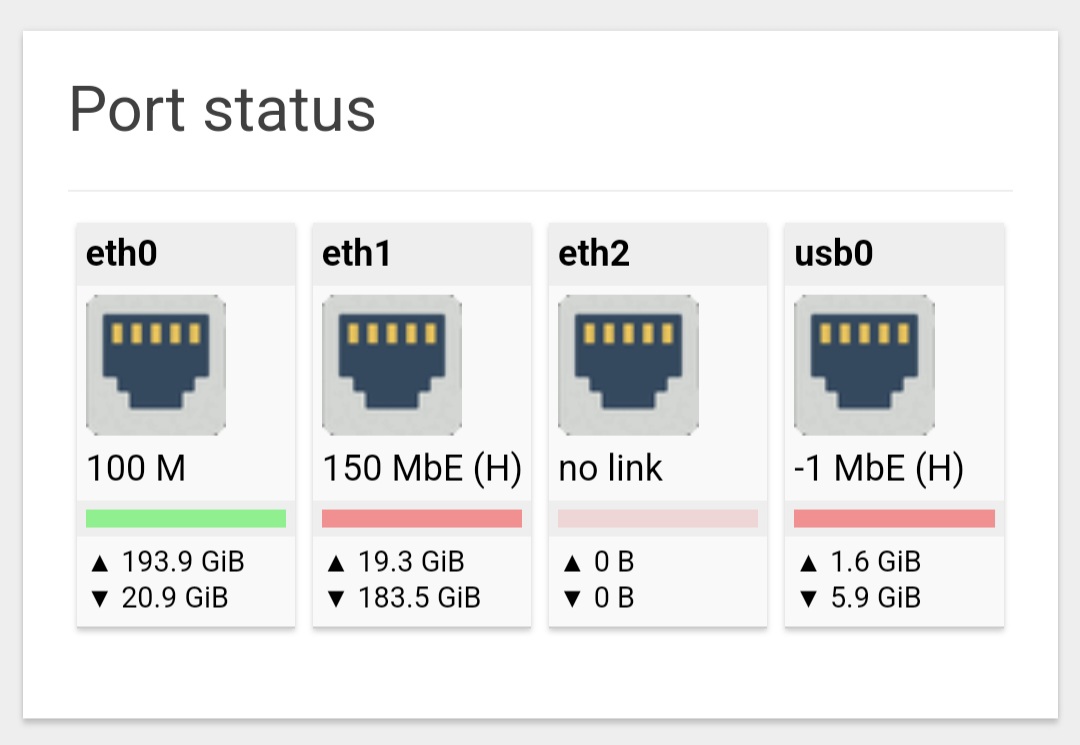 Port status
eth0
eth1
eth2
usb0
100 M
150 MbE (H)
no link
-1 MbE (H)
▲ 193.9 GiB
▼ 20.9 GiB
▲ 19.3 GiB
▼ 183.5 GiB
▲ 0 B
▼ 0 B
▲ 1.6 GiB
▼ 5.9 GiB